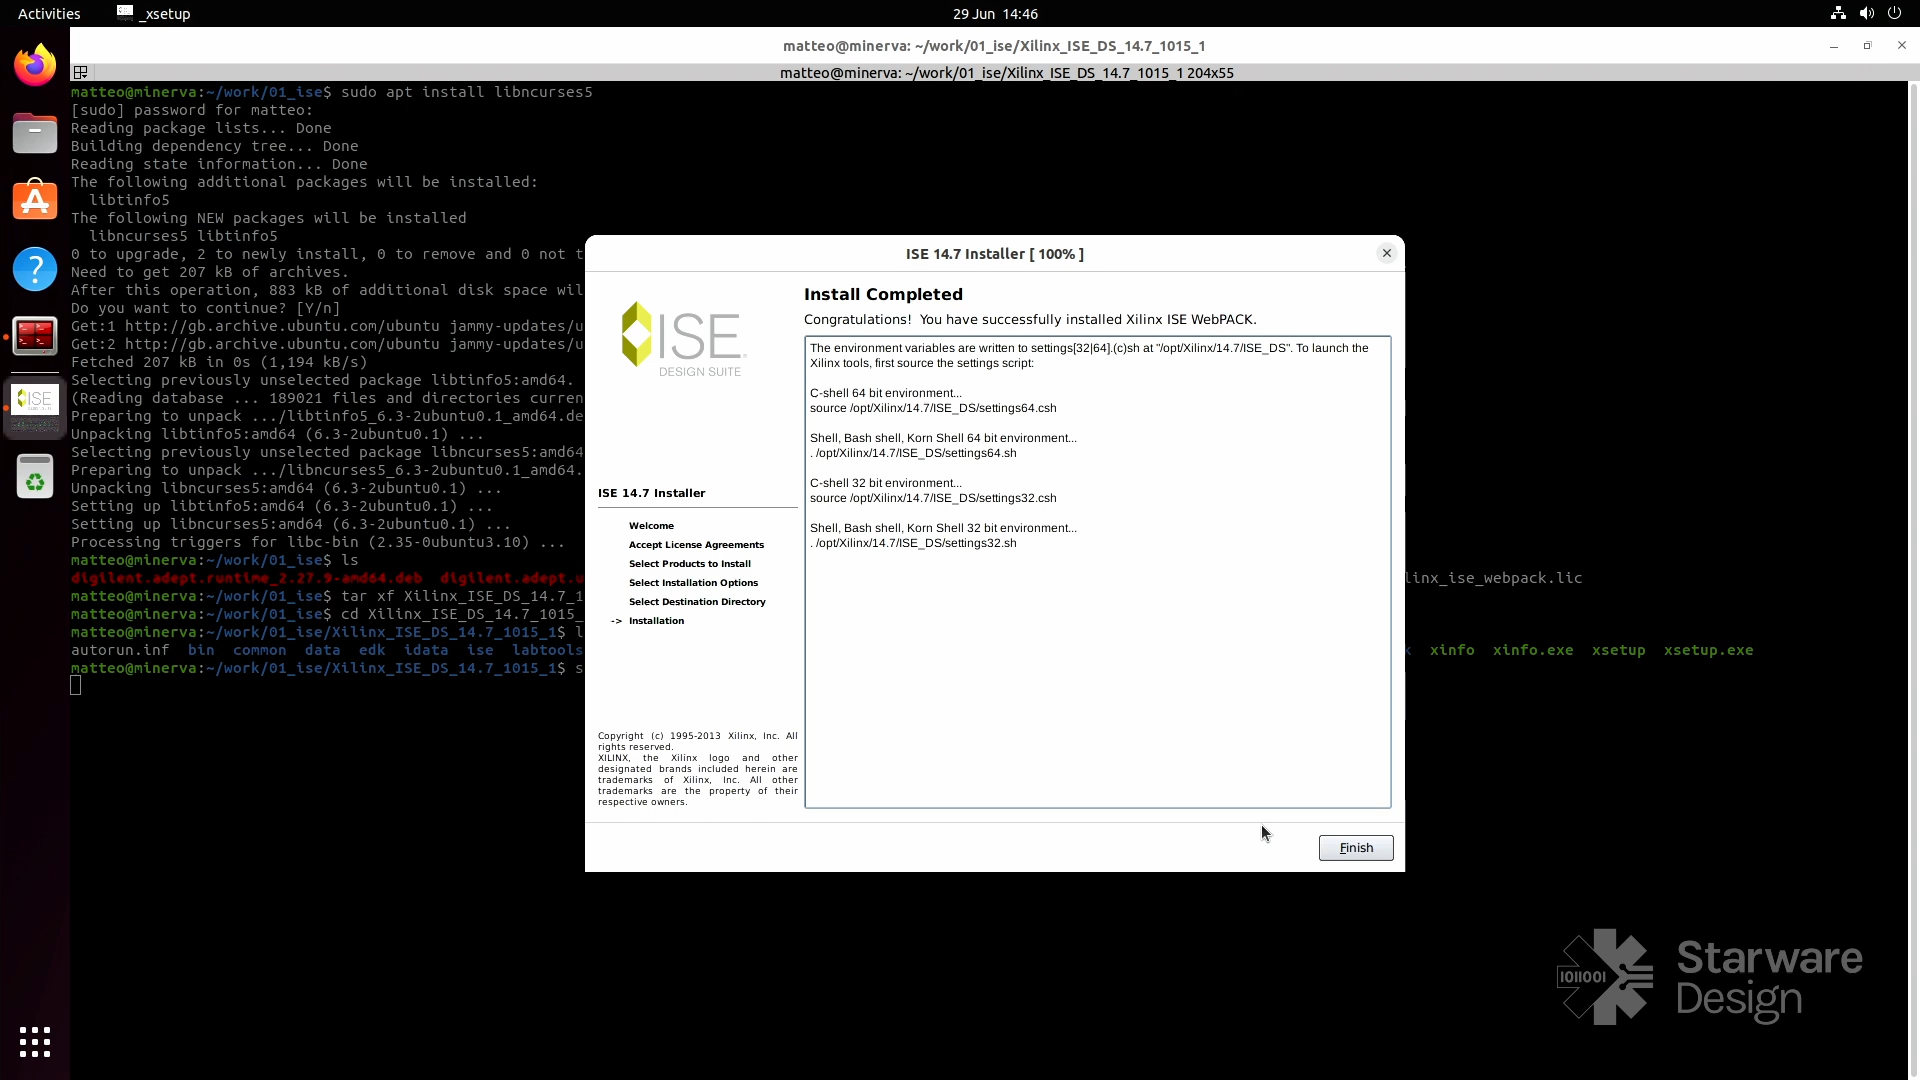 Activities
_xsetup
29 Jun 14:46
matteo@minerva: ~/work/01_ise/Xilinx_ISE_DS_14.7_1015_1
matteo@minerva: ~/work/01_ise/Xilinx_ISE_DS_14.7_1015_1 204x55
matteo@minerva:~/work/01_ise$ sudo apt install libncurses5
[sudo] password for matteo:
Reading package lists... Done
Building dependency tree... Done
Reading state information... Done
The following additional packages will be installed:
libtinfo5
The following NEW packages will be installed
libncurses5 libtinfo5
0 to upgrade, 2 to newly install, 0 to remove and 0 not t
Need to get 207 kB of archives.
After this operation, 883 kB of additional disk space wil
Do you want to continue? [Y/n]
Get:1 http://gb.archive.ubuntu.com/ubuntu jammy-updates/u
Get:2 http://gb.archive.ubuntu.com/ubuntu jammy-updates/u
Fetched 207 kB in 0s (1,194 kB/s)
Selecting previously unselected package libtinfo5:amd64.
(Reading database ... 189021 files and directories curren
Preparing to unpack .../libtinfo5_6.3-2ubuntu0.1_amd64.de
Unpacking libtinfo5:amd64 (6.3-2ubuntu0.1) ...
Selecting previously unselected package libncurses5:amd64
Preparing to unpack .../libncurses5_6.3-2ubuntu0.1_amd64.
Unpacking libncurses5:amd64 (6.3-2ubuntu0.1) ...
Setting up libtinfo5:amd64 (6.3-2ubuntu0.1) ...
Setting up libncurses5:amd64 (6.3-2ubuntu0.1) ...
Processing triggers for libc-bin (2.35-0ubuntu3.10) ...
matteo@minerva:~/work/01_ise$ ls
digilent.adept.runtime_2.27.9-amd64.deb digilent.adept.u
linx_ise_webpack.lic
matteo@minerva:~/work/01_ise$ tar xf Xilinx_ISE_DS_14.7_1
matteo@minerva:~/work/01_ise$ cd Xilinx_ISE_DS_14.7_1015_
matteo@minerva:~/work/01_ise/Xilinx_ISE_DS_14.7_1015_1$ l
autorun.inf bin common data edk idata ise labtools
k xinfo xinfo.exe xsetup xsetup.exe
matteo@minerva:~/work/01_ise/Xilinx_ISE_DS_14.7_1015_1$ s
ISE 14.7 Installer [ 100% ]
ISE
DESIGN SUITE
ISE 14.7 Installer
Welcome
Accept License Agreements
Select Products to Install
Select Installation Options
Select Destination Directory
-> Installation
Copyright (c) 1995-2013 Xilinx, Inc. All
rights reserved.
XILINX, the Xilinx logo and other
designated brands included herein are
trademarks of Xilinx, Inc. All other
trademarks are the property of their
respective owners.
Install Completed
Congratulations! You have successfully installed Xilinx ISE WebPACK.
The environment variables are written to settings[32|64].(c)sh at "/opt/Xilinx/14.7/ISE_DS". To launch the
Xilinx tools, first source the settings script:
C-shell 64 bit environment...
source /opt/Xilinx/14.7/ISE_DS/settings64.csh
Shell, Bash shell, Korn Shell 64 bit environment...
. /opt/Xilinx/14.7/ISE_DS/settings64.sh
C-shell 32 bit environment...
source /opt/Xilinx/14.7/ISE_DS/settings32.csh
Shell, Bash shell, Korn Shell 32 bit environment...
. /opt/Xilinx/14.7/ISE_DS/settings32.sh
Finish
ISE
1011001
Starware
Design